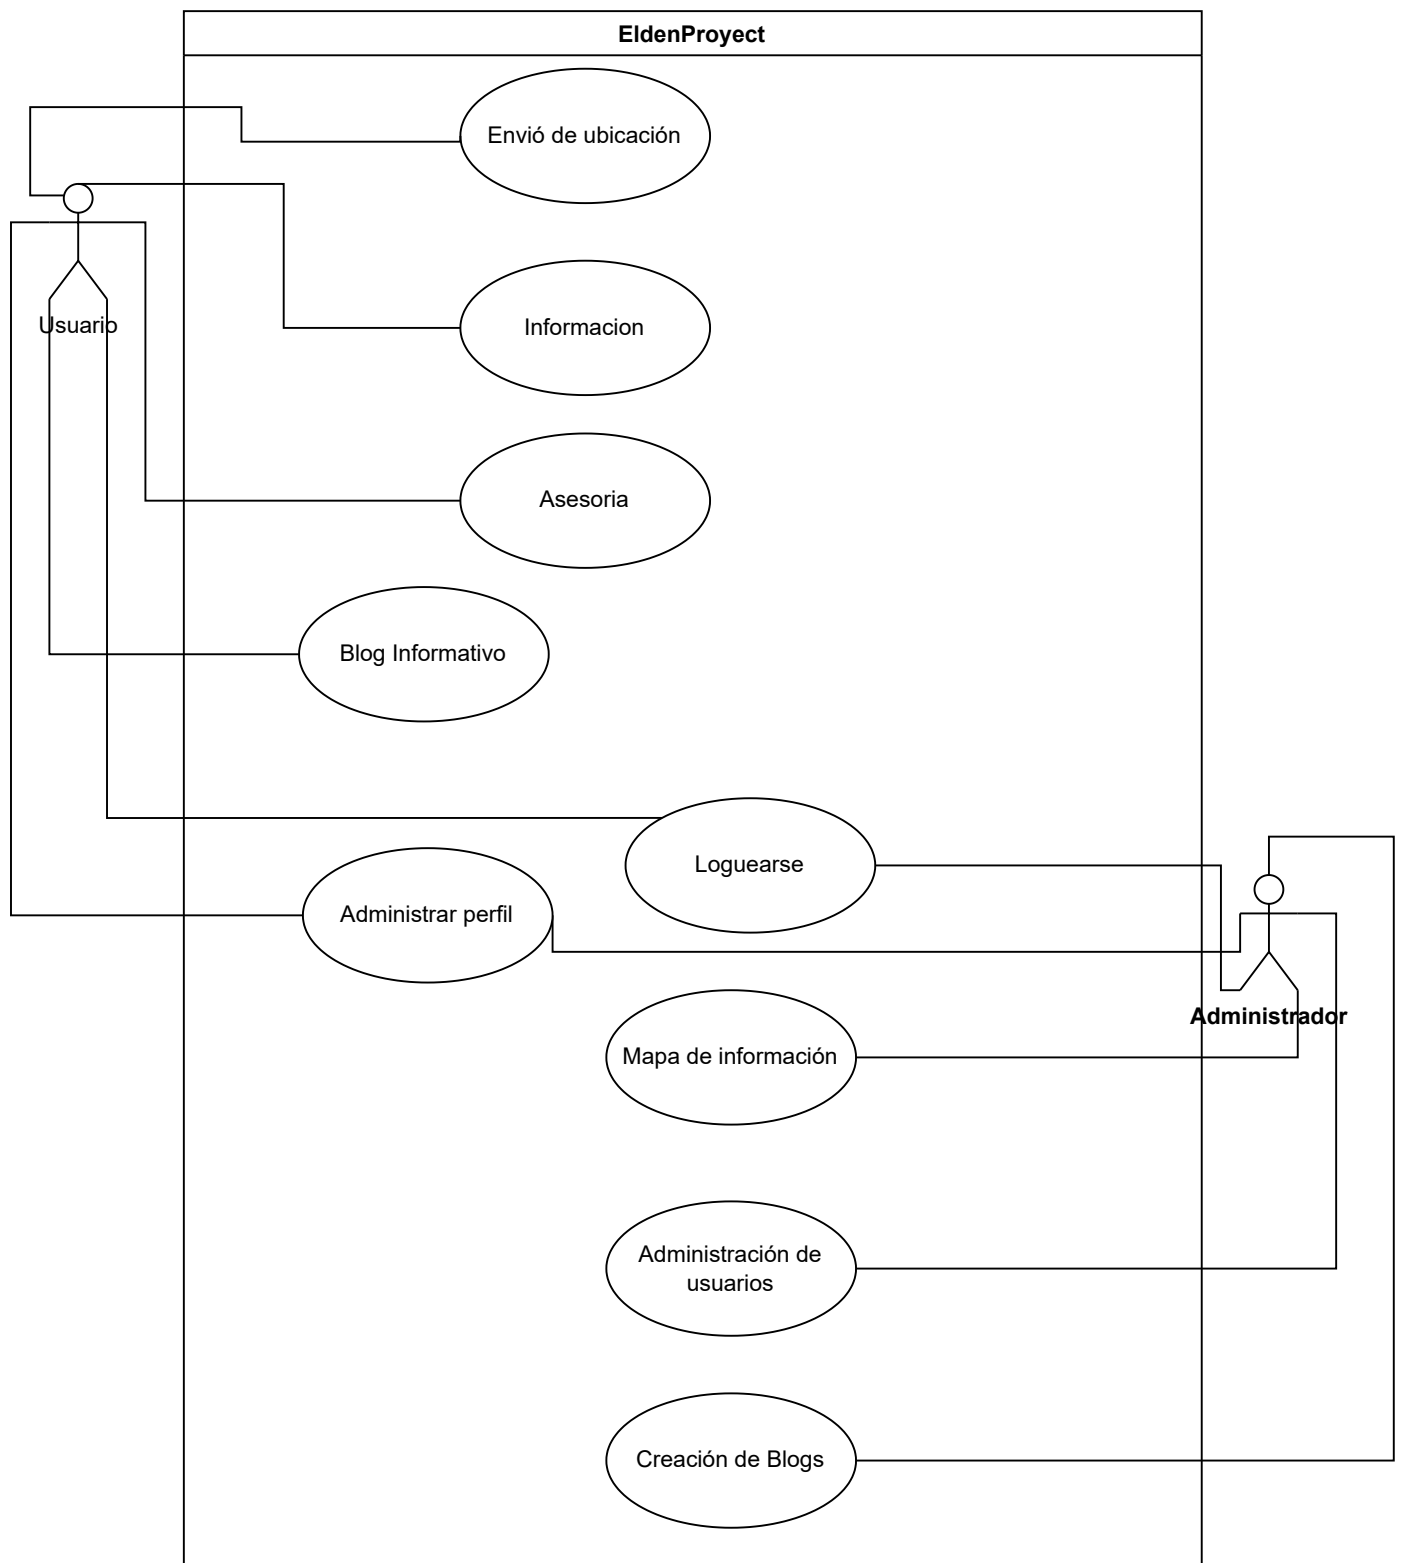 EldenProyect
Envió de ubicación
Informacion
Usuario
Asesoria
Blog Informativo
Loguearse
Administrar perfil
Administrador
Mapa de información
Administración de
usuarios
Creación de Blogs